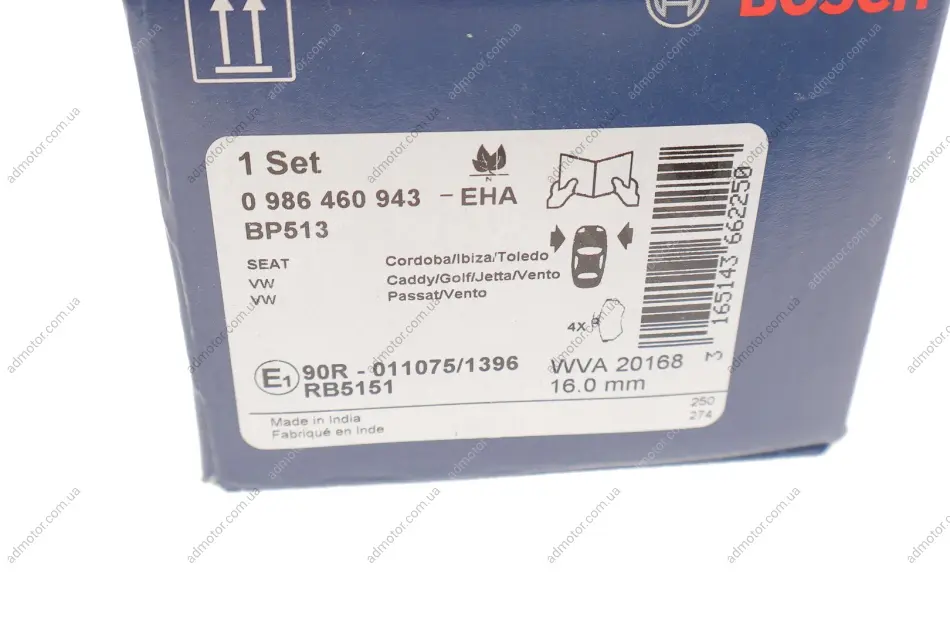 BOSCH
1 Set
0 986 460 943 - EHA
BP513
SEAT Cordoba/Ibiza/Toledo
VW Caddy/Golf/Jetta/Vento
VW Passat/Vento
4X
E1 90R - 011075/1396
RB5151
WVA 20168
16.0 mm
250
274
Made in India
Fabriqué en Inde
3 165143 662250
admotor.com.ua